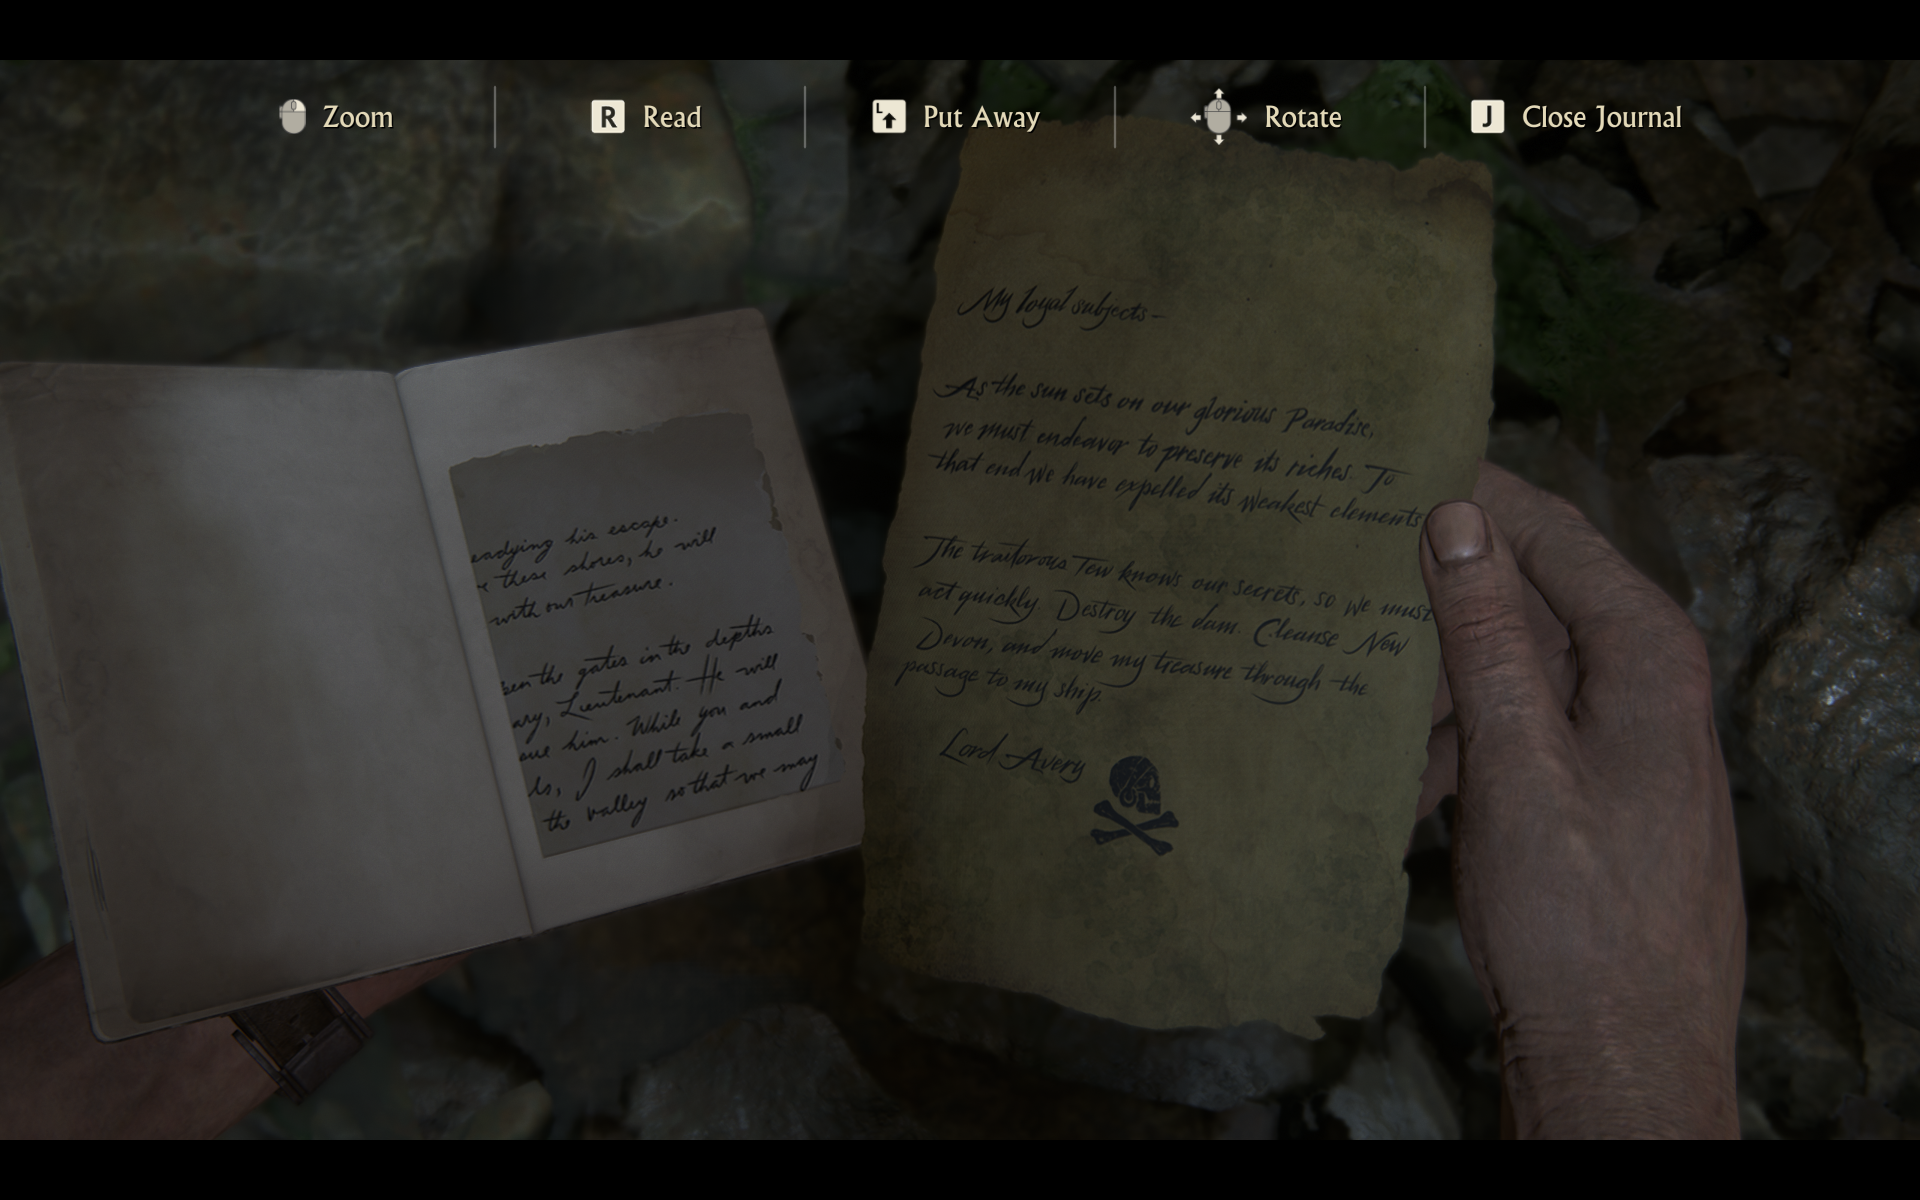 Zoom
R Read
L Put Away
Rotate
J Close Journal
eadying his escape.
these shores, he will
with our treasure.
pen the gates in the depths
ary, Lieutenant. He will
him. While you and
ls, I shall take a small
the valley so that we may
My loyal subjects-
As the sun sets on our glorious Paradise,
we must endeavor to preserve its riches. To
that end we have expelled its weakest elements
The traitorous Tew knows our secrets, so we must
act quickly. Destroy the dam. Cleanse New
Devon, and move my treasure through the
passage to my ship.
Lord Avery